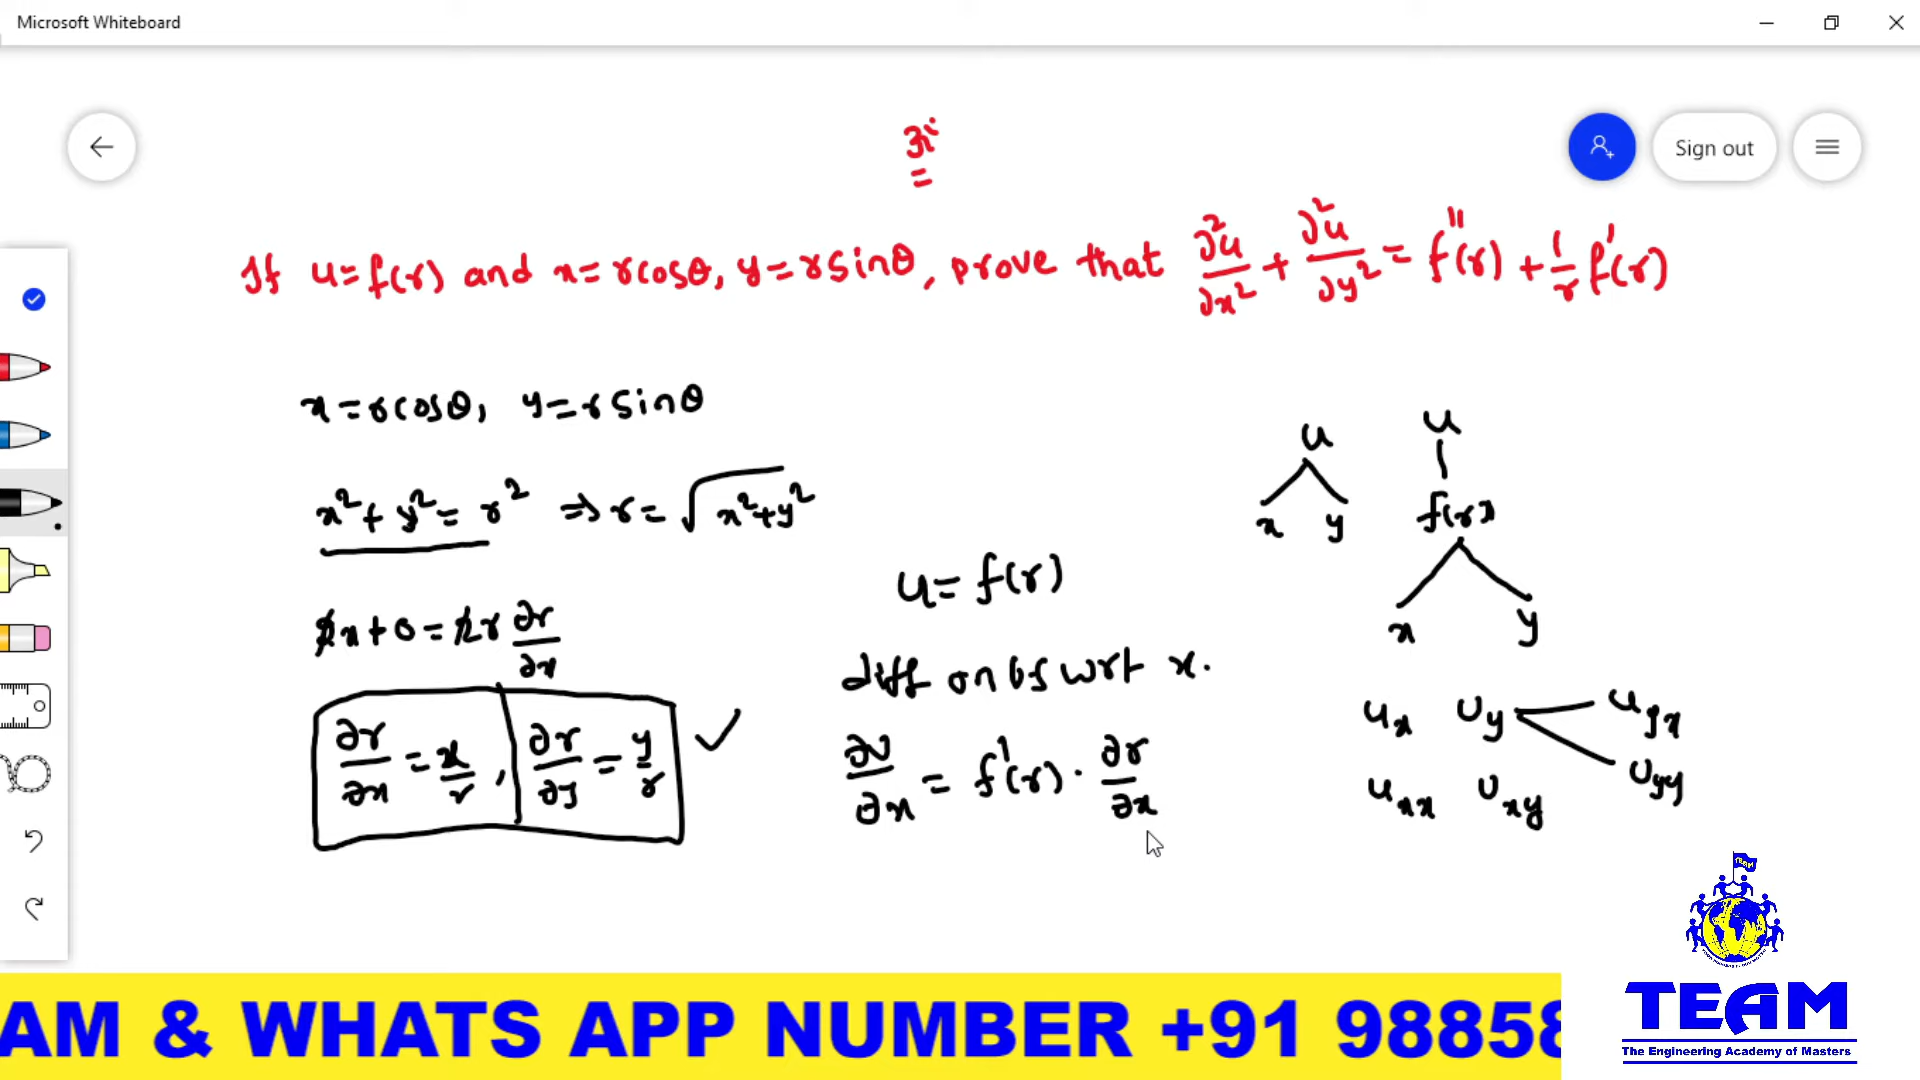 Microsoft Whiteboard
Sign out
If u=f(r) and x=rcosθ, y=rsinθ, prove that ∂²u/∂x² + ∂²u/∂y² = f''(r) + 1/r f'(r)
x=rcosθ, y=rsinθ
x²+y²=r² ⇒ r=√x²+y²
2x+0=2r ∂r/∂x
∂r/∂x = x/r, ∂r/∂y = y/r ✓
u=f(r)
diff on bs wrt x.
∂u/∂x = f'(r) · ∂r/∂x
u
x y
u
f(r)
x y
ux uy uyx
uxx uxy uyy
AM & WHATS APP NUMBER +91 9885
TEAM
TEAM
The Engineering Academy of Masters